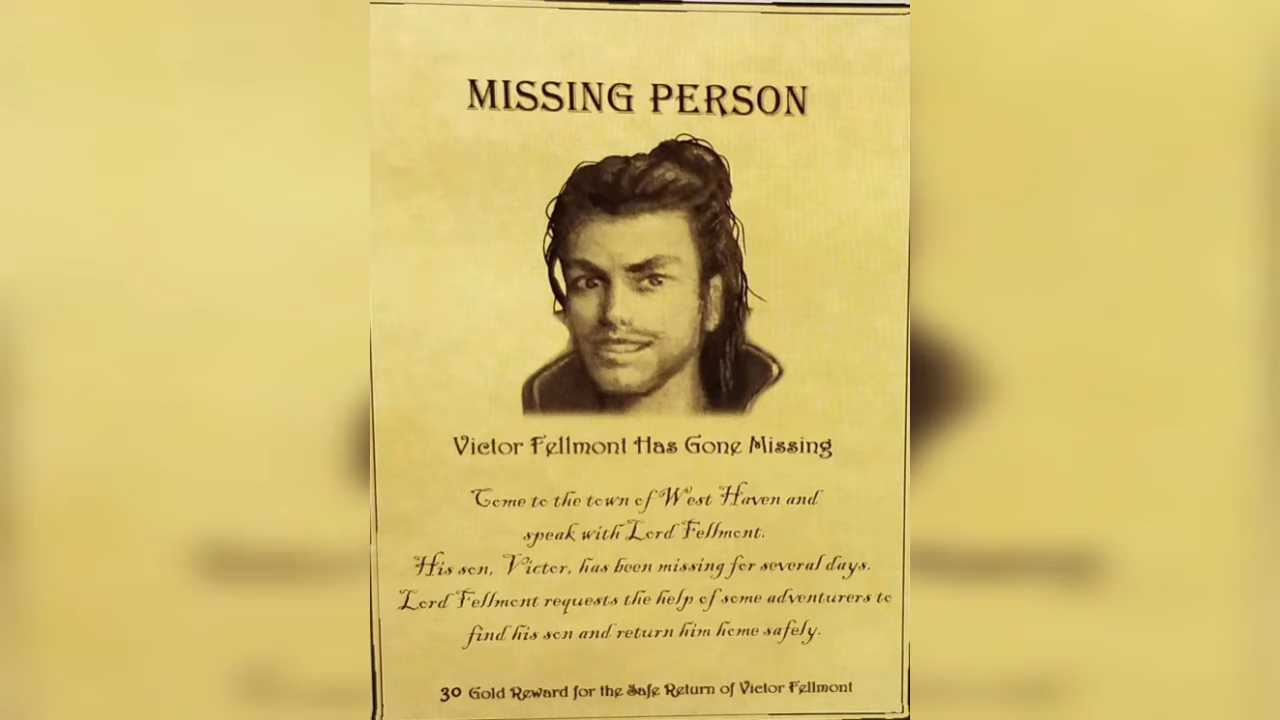 MISSING PERSON
Victor Fellmont Has Gone Missing
Come to the town of West Haven and
speak with Lord Fellmont.
His son, Victor, has been missing for several days.
Lord Fellmont requests the help of some adventurers to
find his son and return him home safely.
30 Gold Reward for the Safe Return of Victor Fellmont